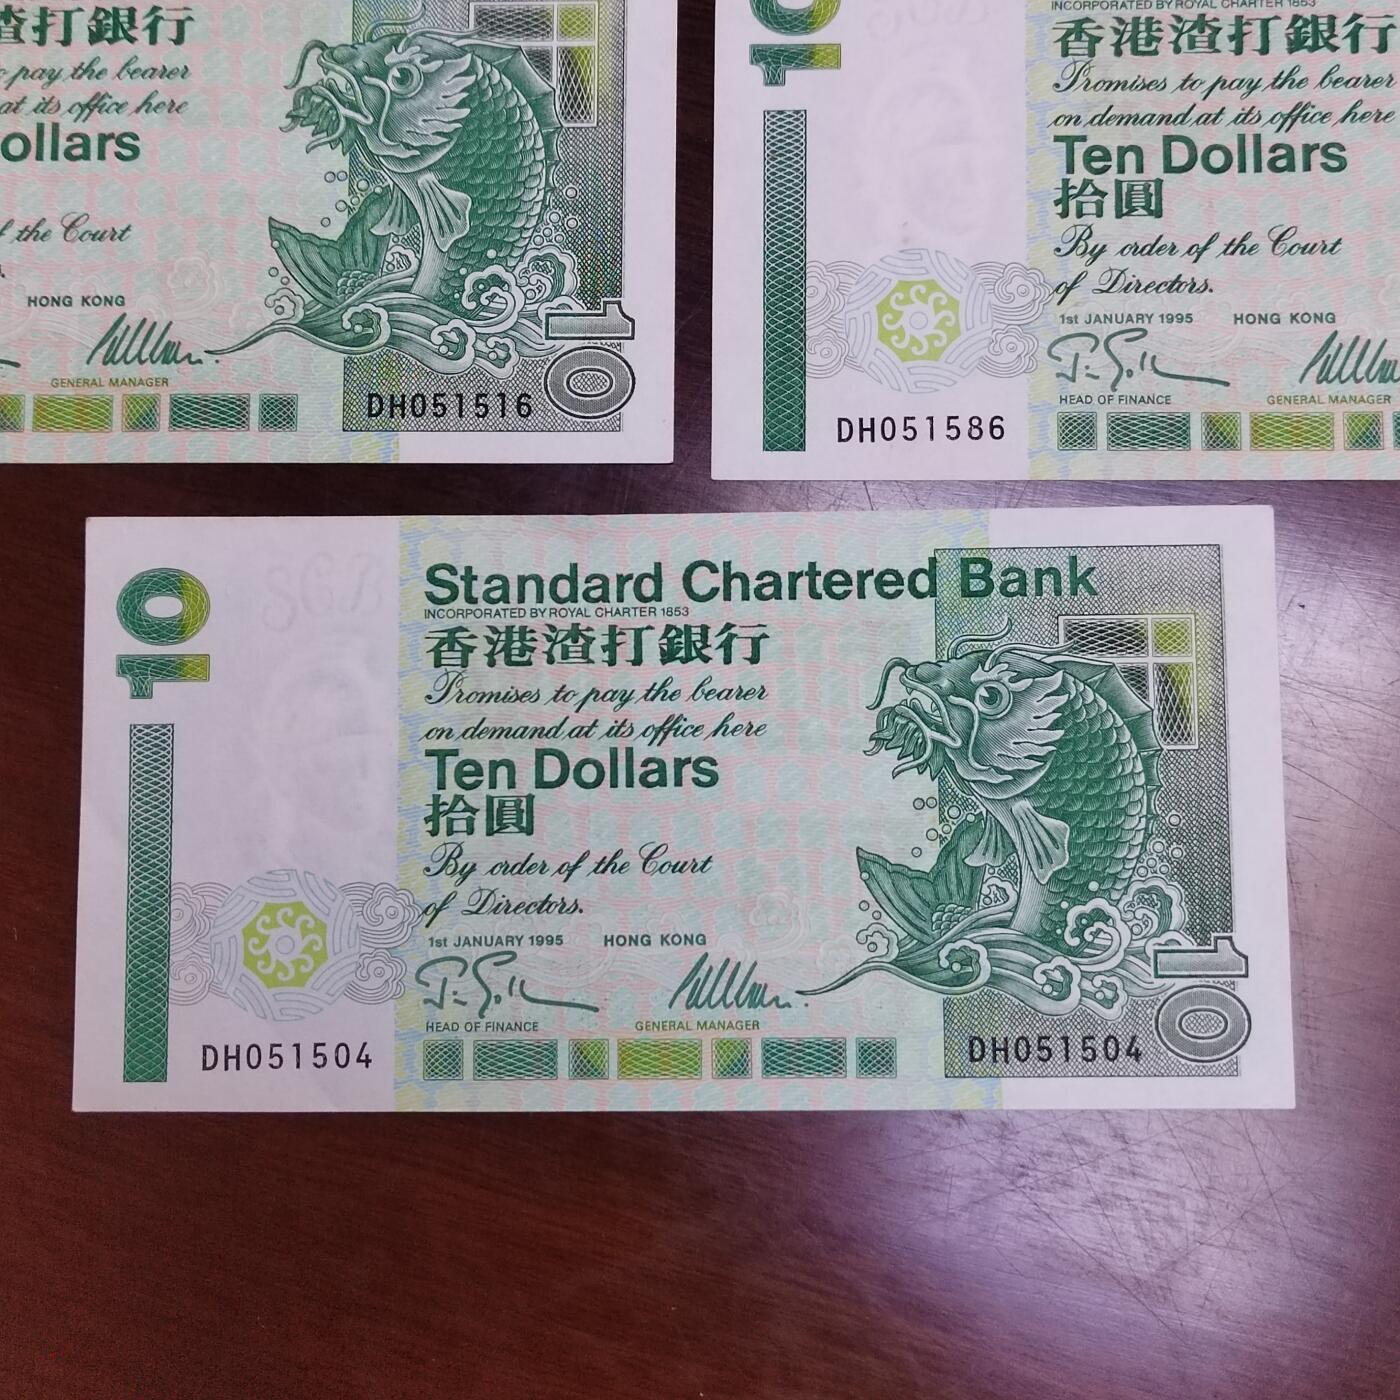 渣打銀行
pay the bearer
at its office here
ollars
the Court
HONG KONG
GENERAL MANAGER
DH051516
10
10
INCORPORATED BY ROYAL CHARTER 1853
香港渣打銀行
Promises to pay the bearer
on demand at its office here
Ten Dollars
拾圓
By order of the Court
of Directors.
1st JANUARY 1995 HONG KONG
HEAD OF FINANCE GENERAL MANAGER
DH051586
10
Standard Chartered Bank
INCORPORATED BY ROYAL CHARTER 1853
香港渣打銀行
Promises to pay the bearer
on demand at its office here
Ten Dollars
拾圓
By order of the Court
of Directors.
1st JANUARY 1995 HONG KONG
HEAD OF FINANCE GENERAL MANAGER
DH051504 DH051504
10